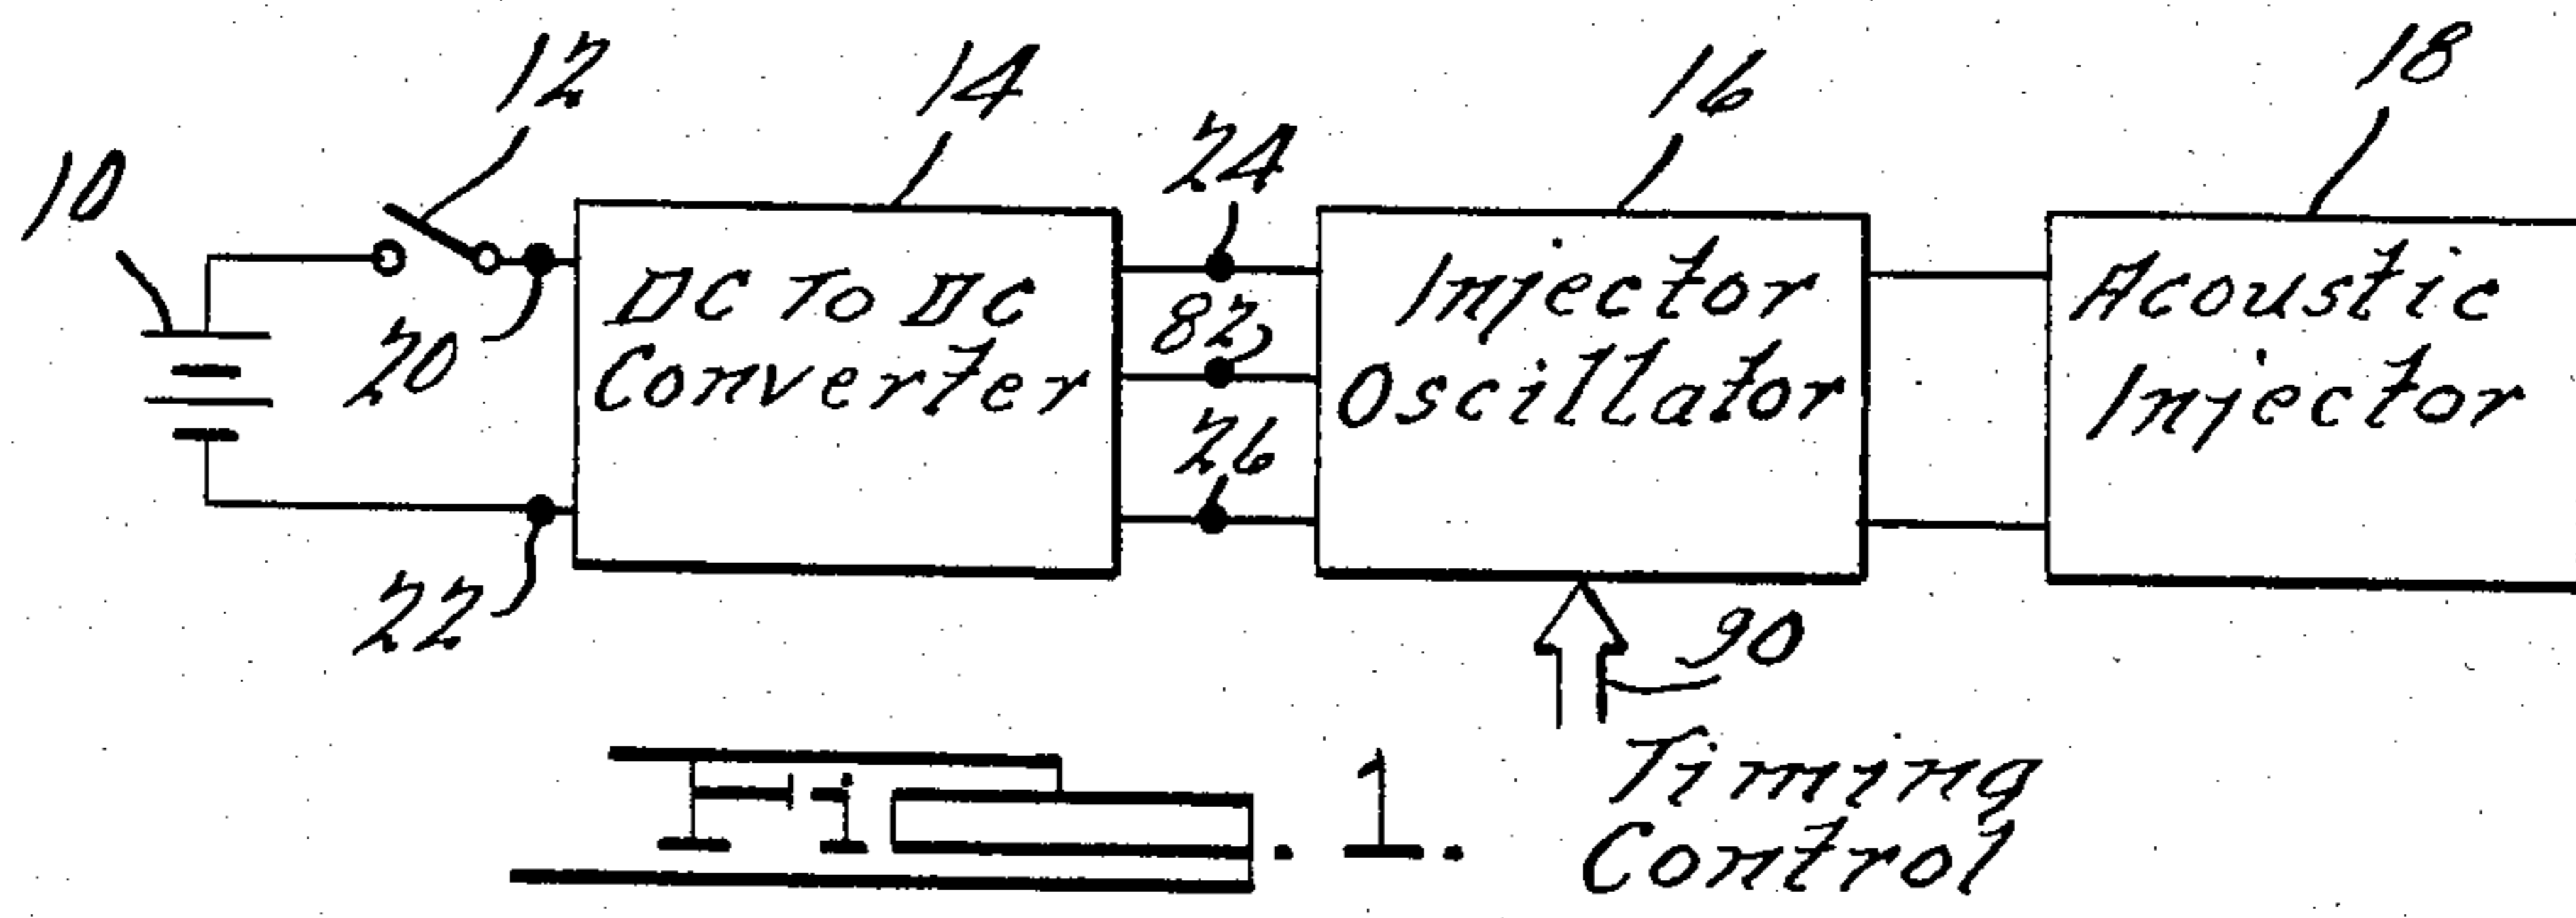 12
14
16
18
10
24
DC To DC
Converter
82
Injector
Oscillator
Acoustic
Injector
20
26
22
90
Timing
Control
Fig. 1.